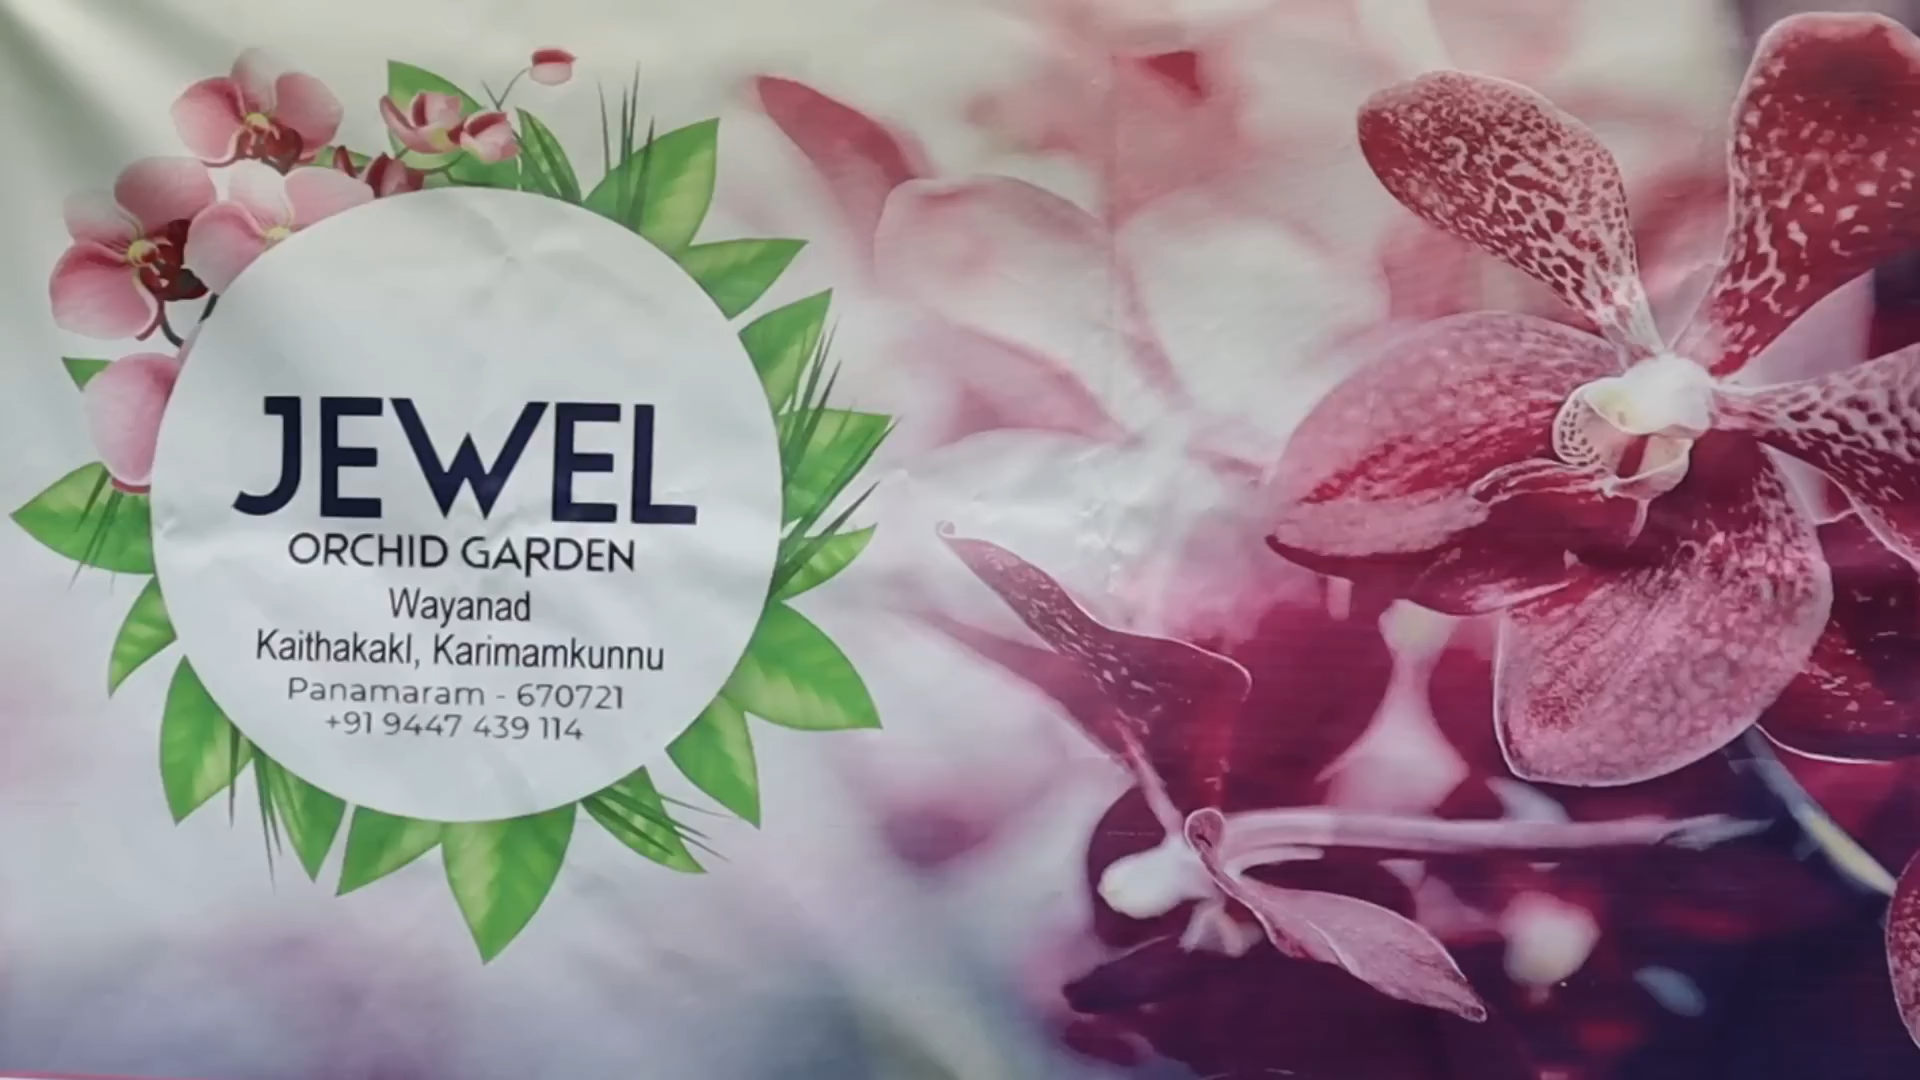 JEWEL
ORCHID GARDEN
Wayanad
Kaithakakl, Karimamkunnu
Panamaram - 670721
+91 9447 439 114